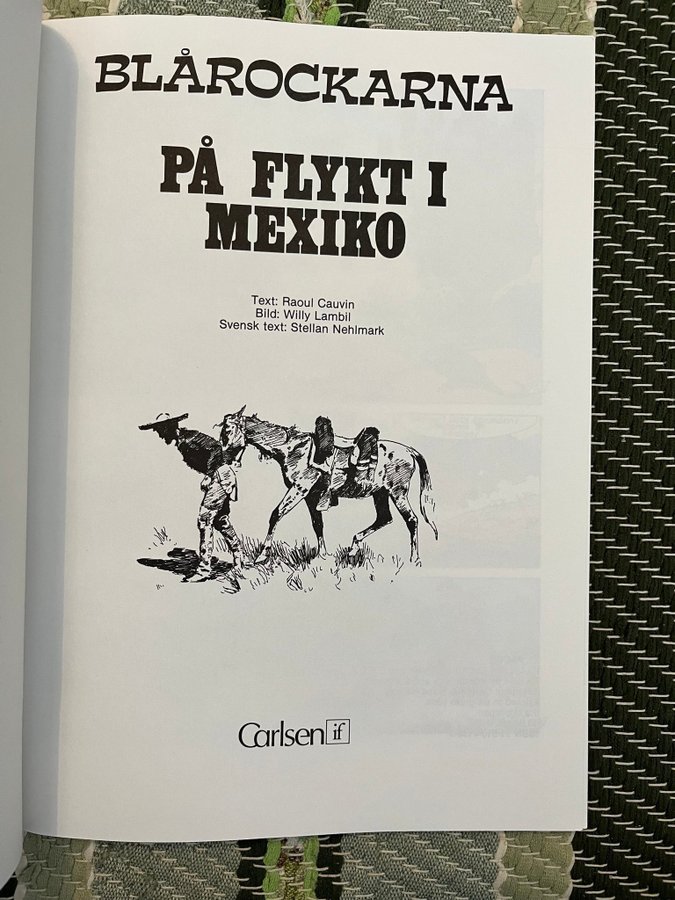 BLÅROCKARNA
PÅ FLYKT I
MEXIKO
Text: Raoul Cauvin
Bild: Willy Lambil
Svensk text: Stellan Nehlmark
Carlsen if